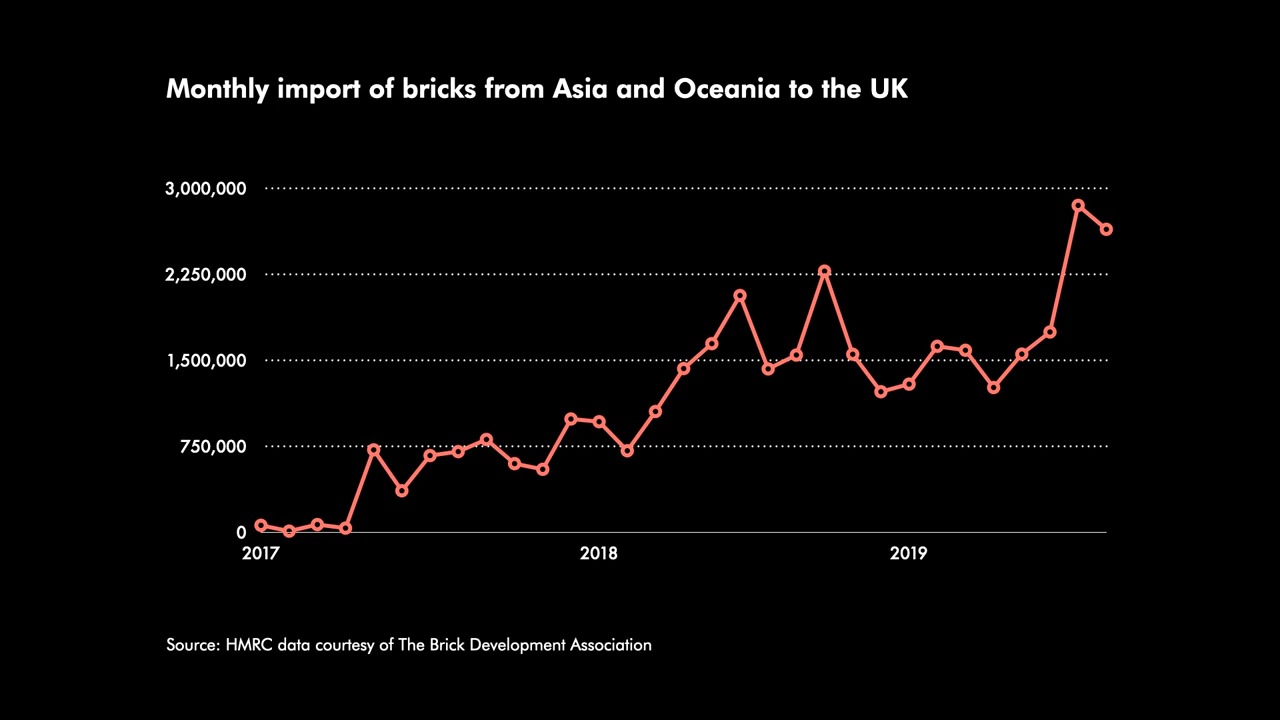 Monthly import of bricks from Asia and Oceania to the UK
3,000,000
2,250,000
1,500,000
750,000
0
2017 2018 2019
Source: HMRC data courtesy of The Brick Development Association